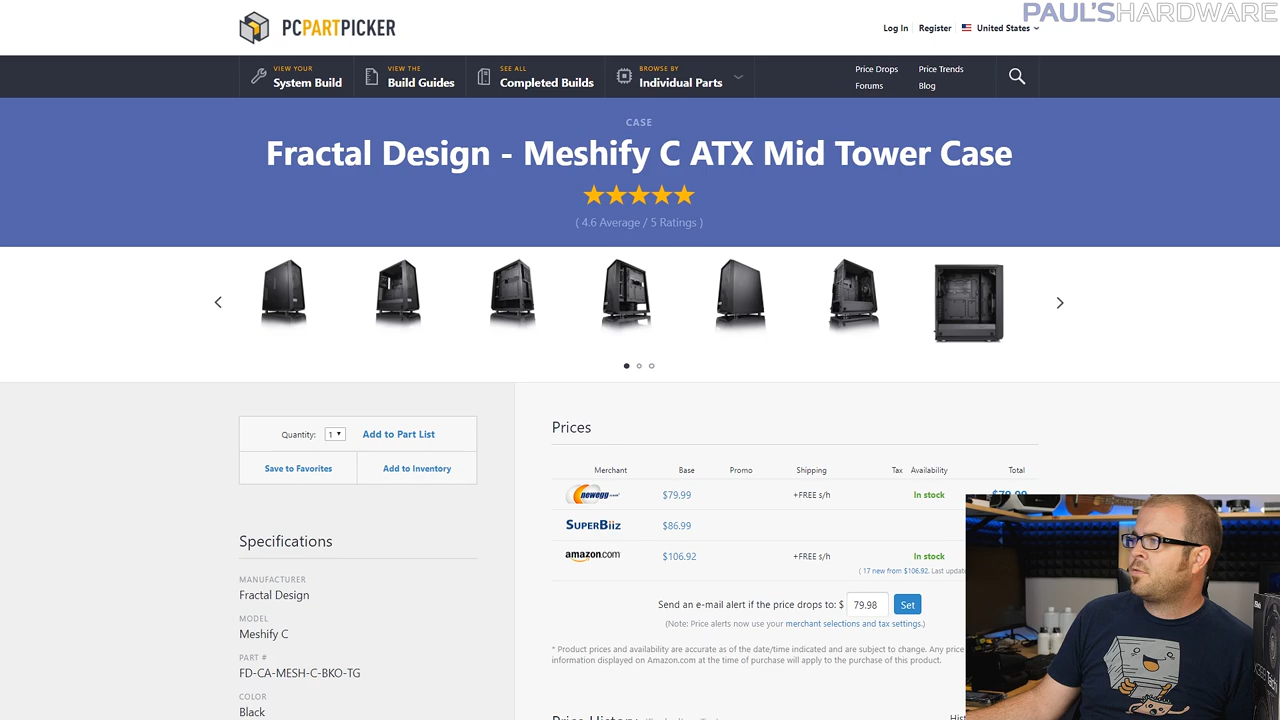 PAUL'SHARDWARE
PCPARTPICKER
Log In Register United States
VIEW YOUR
System Build
VIEW THE
Build Guides
SEE ALL
Completed Builds
BROWSE BY
Individual Parts
Price Drops Price Trends
Forums Blog
CASE
Fractal Design - Meshify C ATX Mid Tower Case
( 4.6 Average / 5 Ratings )
Quantity: 1 Add to Part List
Save to Favorites Add to Inventory
Specifications
MANUFACTURER
Fractal Design
MODEL
Meshify C
PART #
FD-CA-MESH-C-BKO-TG
COLOR
Black
Prices
Merchant Base Promo Shipping Tax Availability Total
newegg.com $79.99 +FREE s/h In stock $79.99
SUPERBiiz $86.99
amazon.com $106.92 +FREE s/h In stock
( 17 new from $106.92. Last
Send an e-mail alert if the price drops to: $ 79.98 Set
(Note: Price alerts now use your merchant selections and tax settings.)
* Product prices and availability are accurate as of the date/time indicated and are subject to change. Any price
information displayed on Amazon.com at the time of purchase will apply to the purchase of this product.
Price History